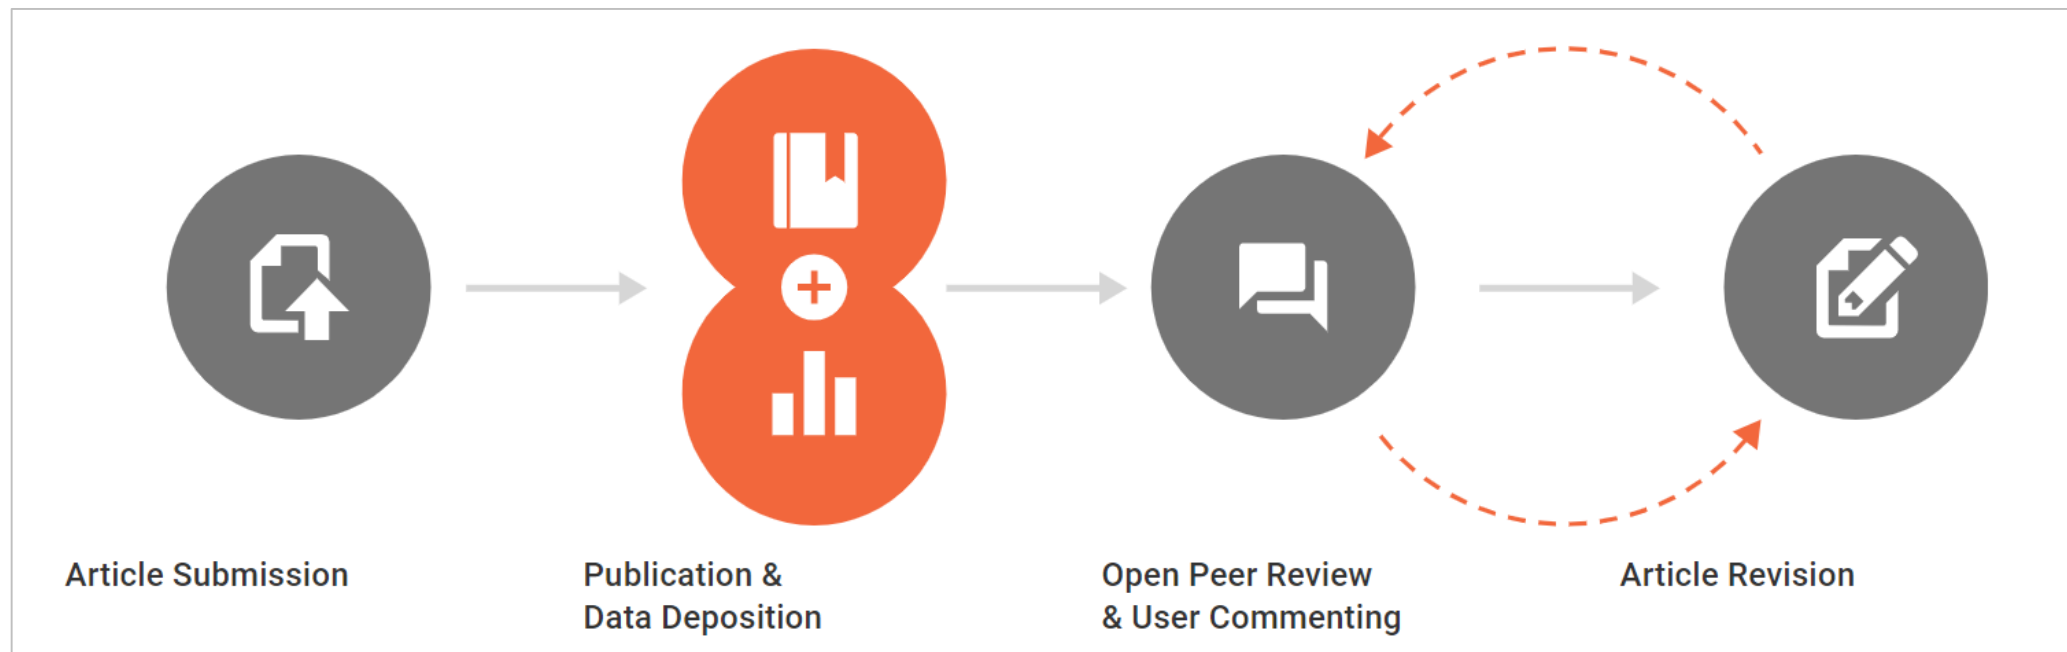 Article Submission
Publication &
Data Deposition
Open Peer Review
& User Commenting
Article Revision